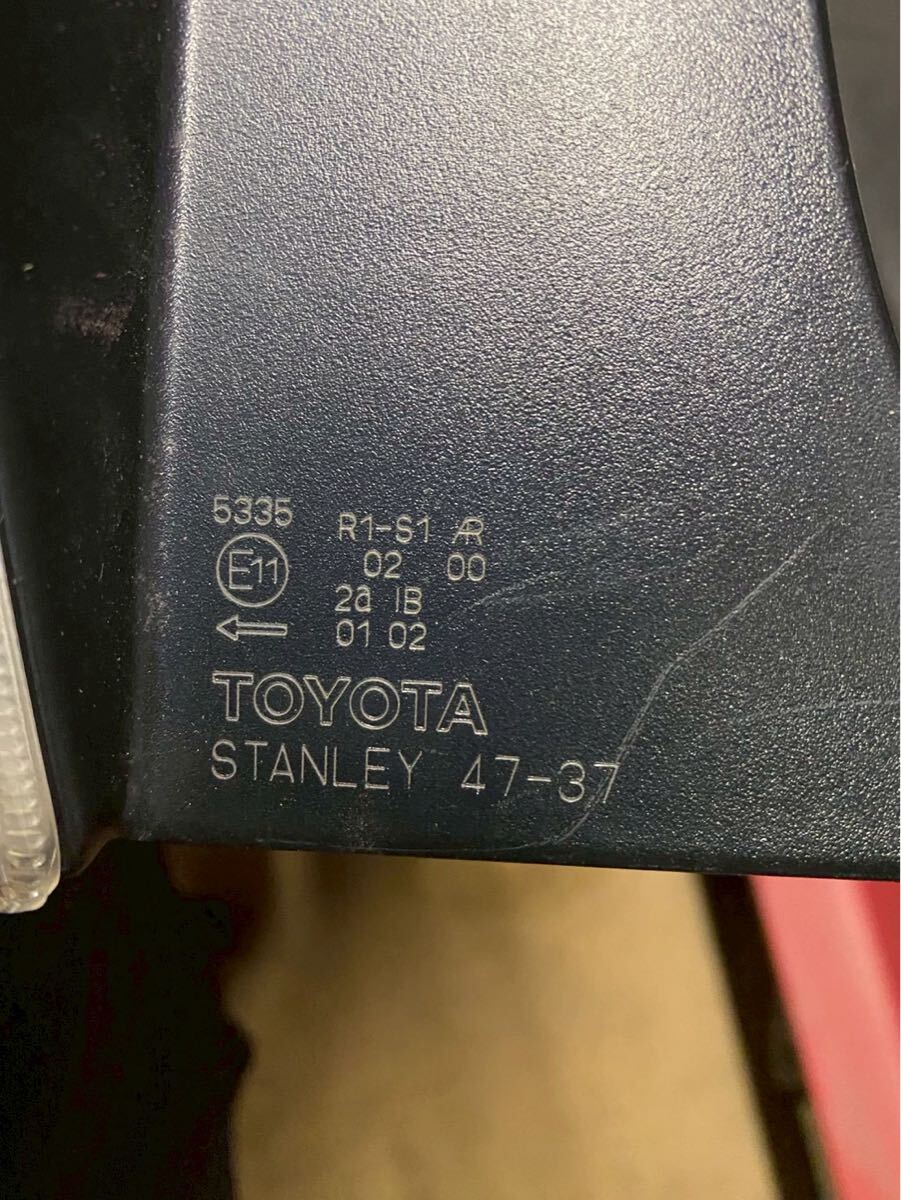 5335 R1-S1 AR
E11 02 00
2a IB
← 01 02
TOYOTA
STANLEY 47-37